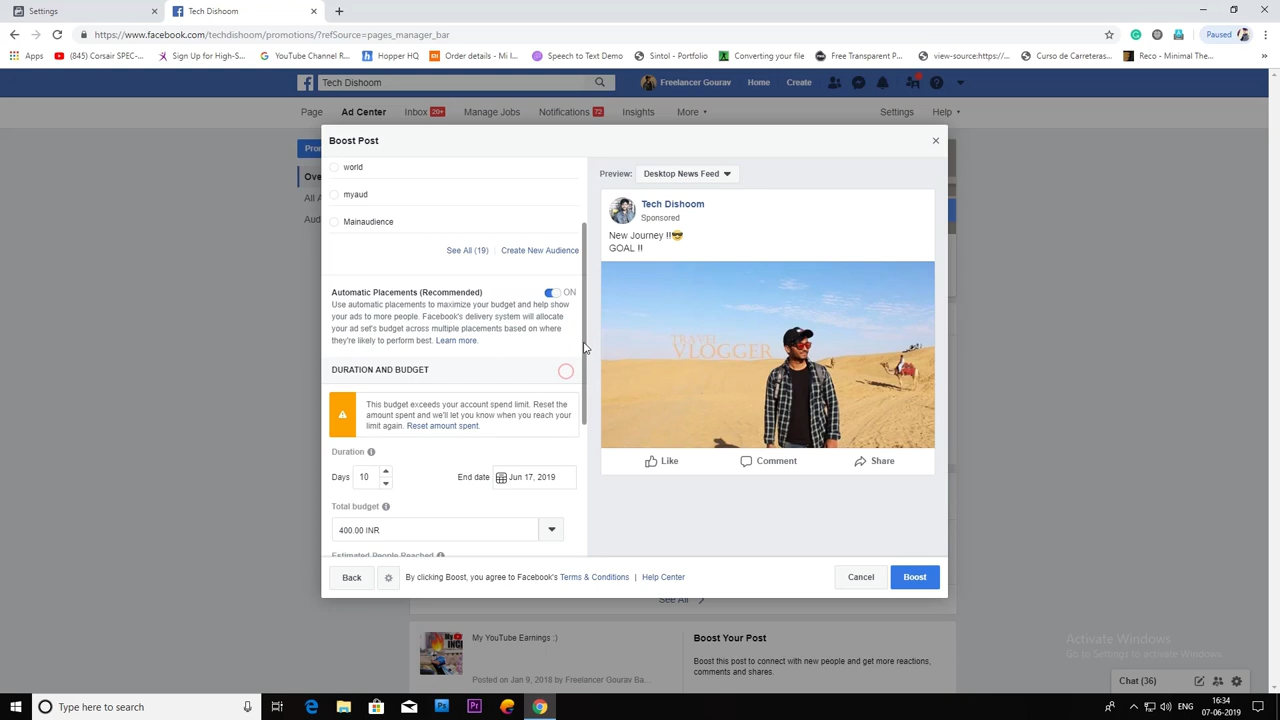 Settings
Tech Dishoom
https://www.facebook.com/techdishoom/promotions/?refSource=pages_manager_bar
Paused
Apps
(845) Corsair SPEC-...
Sign Up for High-S...
YouTube Channel R...
Hopper HQ
Order details - Mi I...
Speech to Text Demo
Sintol - Portfolio
Converting your file
Free Transparent P...
view-source:https:/...
Curso de Carreteras...
Reco - Minimal The...
Tech Dishoom
Freelancer Gourav
Home
Create
Page
Ad Center
Inbox 20+
Manage Jobs
Notifications 72
Insights
More
Settings
Help
Boost Post
world
myaud
Mainaudience
See All (19) | Create New Audience
Automatic Placements (Recommended)
ON
Use automatic placements to maximize your budget and help show
your ads to more people. Facebook's delivery system will allocate
your ad set's budget across multiple placements based on where
they're likely to perform best. Learn more.
DURATION AND BUDGET
This budget exceeds your account spend limit. Reset the
amount spent and we'll let you know when you reach your
limit again. Reset amount spent.
Duration
Days 10
End date Jun 17, 2019
Total budget
400.00 INR
Estimated People Reached
Preview: Desktop News Feed
Tech Dishoom
Sponsored
New Journey !!😎
GOAL !!
TRAVEL
VLOGGER
Like
Comment
Share
Back
By clicking Boost, you agree to Facebook's Terms & Conditions | Help Center
Cancel
Boost
See All
My YouTube Earnings :)
Posted on Jan 9, 2018 by Freelancer Gourav Ba...
Boost Your Post
Boost this post to connect with new people and get more reactions,
comments and shares.
Activate Windows
Go to Settings to activate Windows.
Chat (36)
Type here to search
16:34
07-06-2019